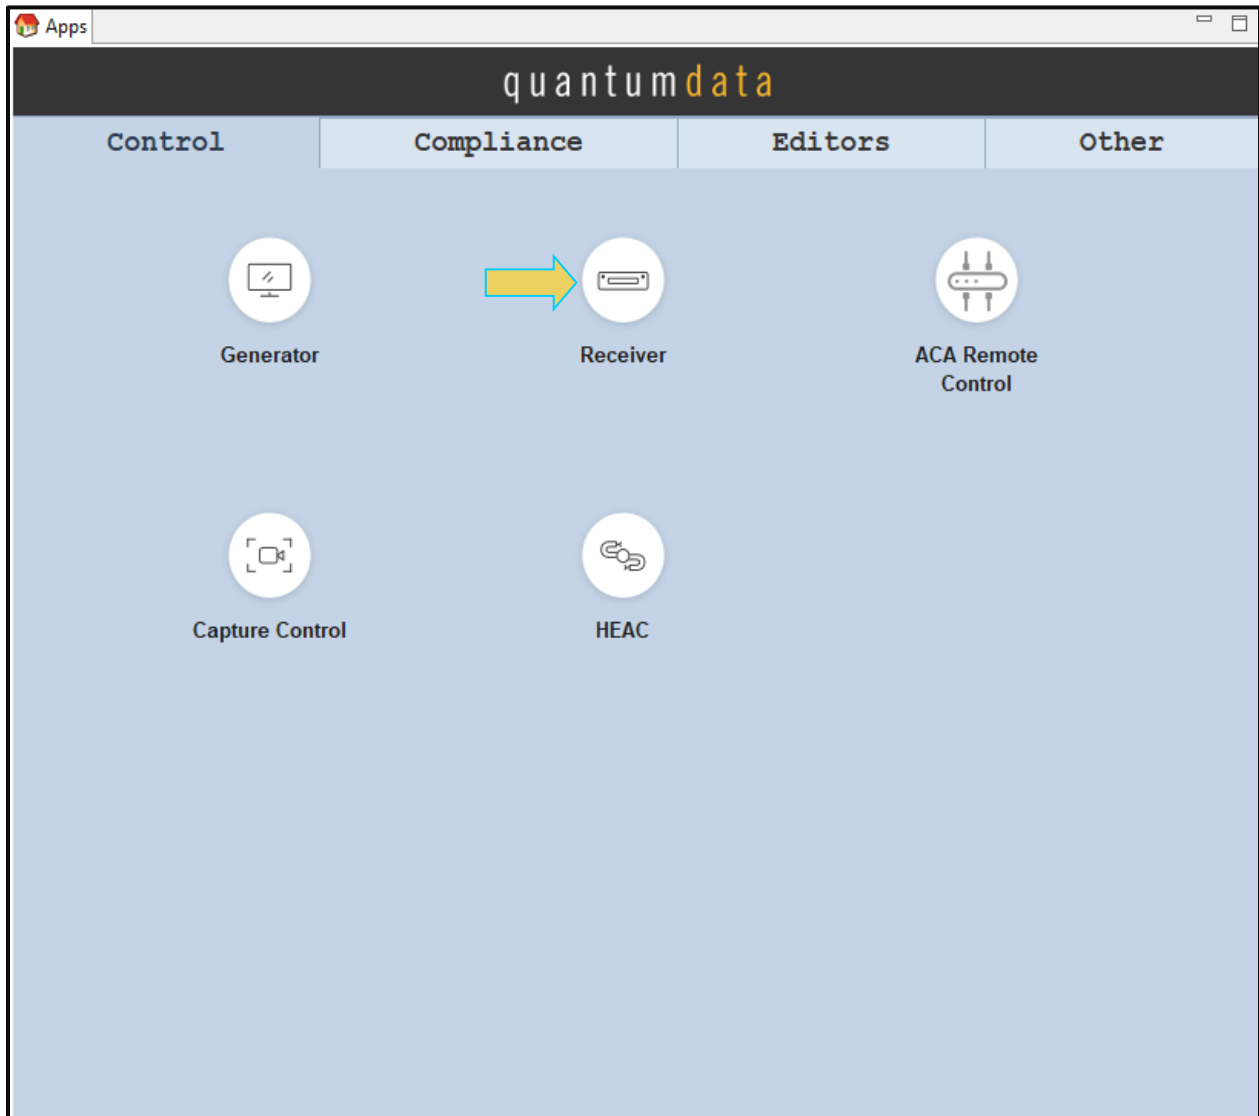 Apps
quantumdata
Control Compliance Editors Other
Generator Receiver ACA Remote
Control
Capture Control HEAC